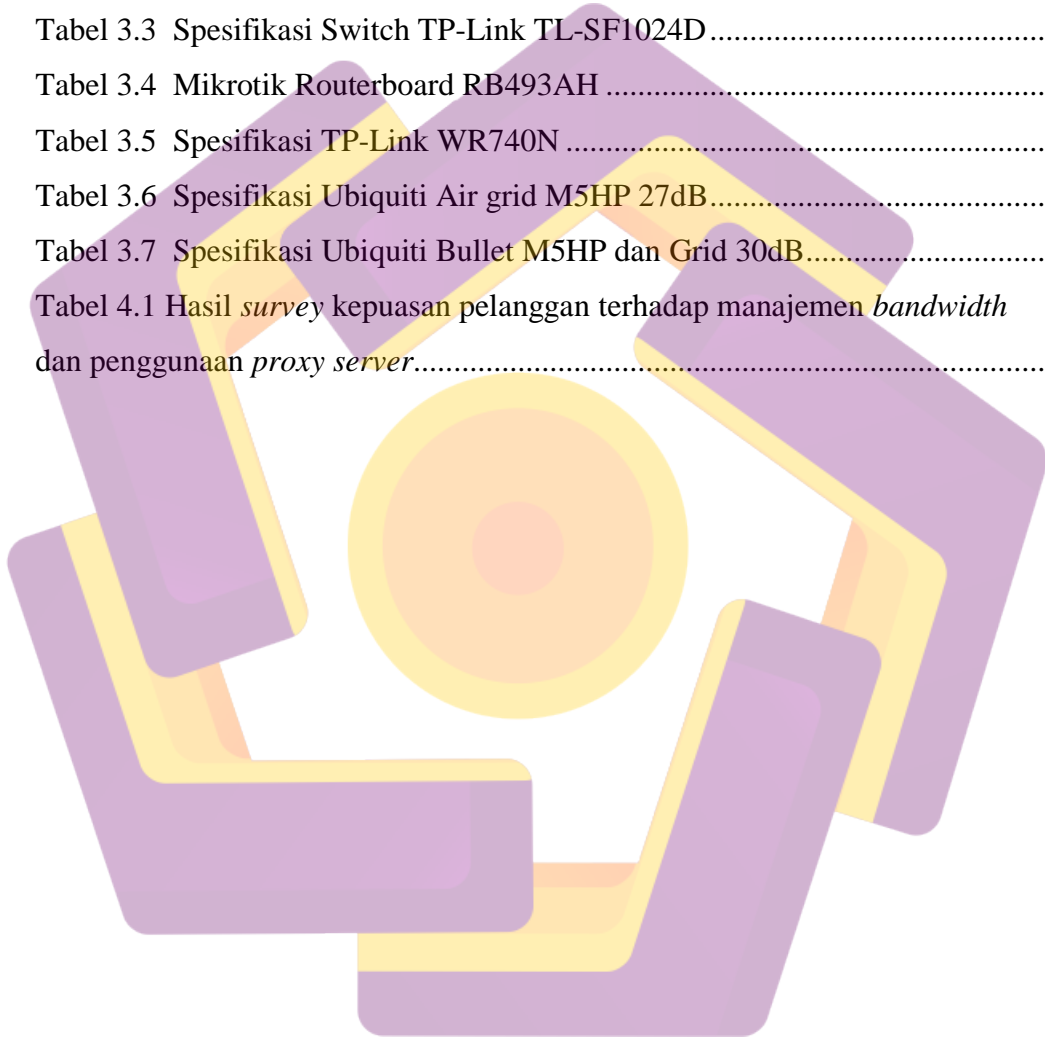 Tabel 3.3  Spesifikasi Switch TP-Link TL-SF1024D...................................
Tabel 3.4  Mikrotik Routerboard RB493AH ..............................................
Tabel 3.5  Spesifikasi TP-Link WR740N ..................................................
Tabel 3.6  Spesifikasi Ubiquiti Air grid M5HP 27dB...................................
Tabel 3.7  Spesifikasi Ubiquiti Bullet M5HP dan Grid 30dB.........................
Tabel 4.1 Hasil survey kepuasan pelanggan terhadap manajemen bandwidth
dan penggunaan proxy server..................................................................